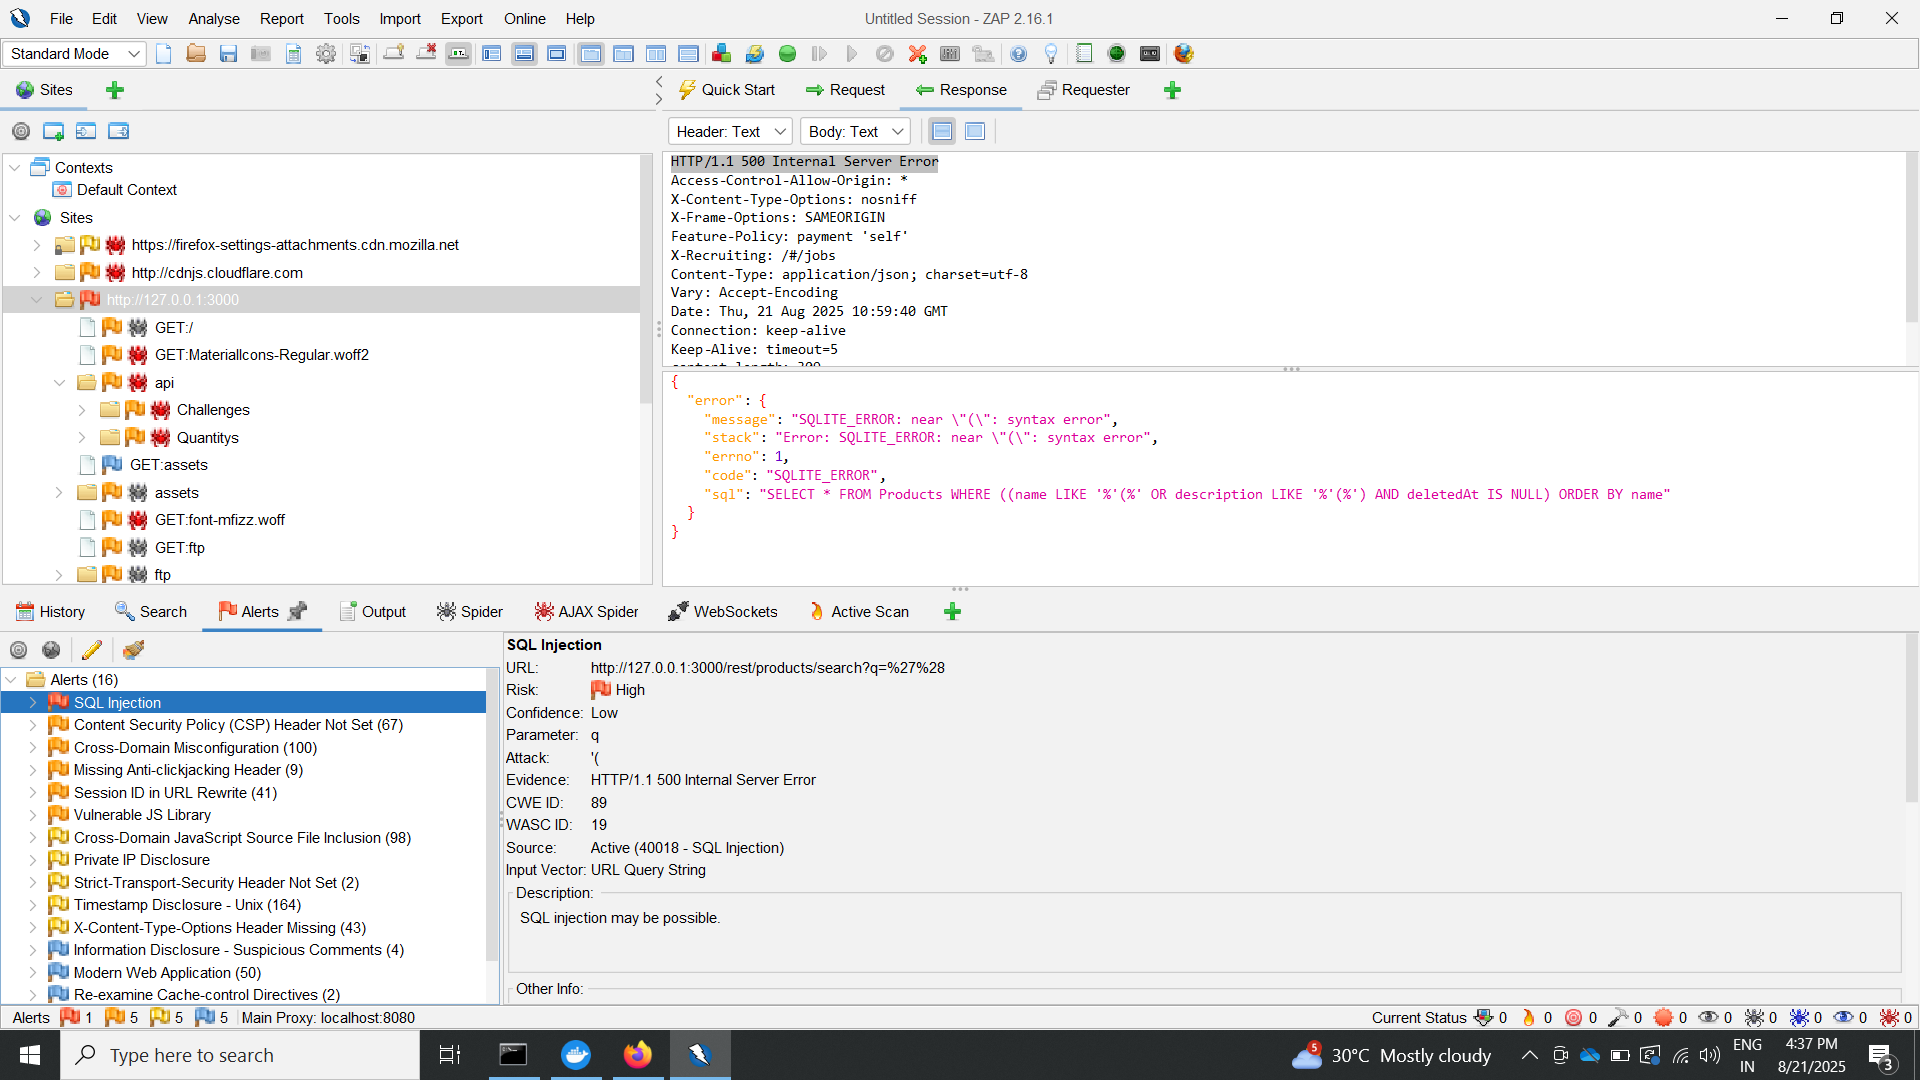 File Edit View Analyse Report Tools Import Export Online Help
Untitled Session - ZAP 2.16.1
Standard Mode
Sites
Quick Start
Request
Response
Requester
Header: Text
Body: Text
Contexts
Default Context
Sites
https://firefox-settings-attachments.cdn.mozilla.net
http://cdnjs.cloudflare.com
http://127.0.0.1:3000
GET:/
GET:MaterialIcons-Regular.woff2
api
Challenges
Quantitys
GET:assets
assets
GET:font-mfizz.woff
GET:ftp
ftp
HTTP/1.1 500 Internal Server Error
Access-Control-Allow-Origin: *
X-Content-Type-Options: nosniff
X-Frame-Options: SAMEORIGIN
Feature-Policy: payment 'self'
X-Recruiting: /#/jobs
Content-Type: application/json; charset=utf-8
Vary: Accept-Encoding
Date: Thu, 21 Aug 2025 10:59:40 GMT
Connection: keep-alive
Keep-Alive: timeout=5
{
"error": {
"message": "SQLITE_ERROR: near \"(\": syntax error",
"stack": "Error: SQLITE_ERROR: near \"(\": syntax error",
"errno": 1,
"code": "SQLITE_ERROR",
"sql": "SELECT * FROM Products WHERE ((name LIKE '%'(%' OR description LIKE '%'(%') AND deletedAt IS NULL) ORDER BY name"
}
}
History
Search
Alerts
Output
Spider
AJAX Spider
WebSockets
Active Scan
Alerts (16)
SQL Injection
Content Security Policy (CSP) Header Not Set (67)
Cross-Domain Misconfiguration (100)
Missing Anti-clickjacking Header (9)
Session ID in URL Rewrite (41)
Vulnerable JS Library
Cross-Domain JavaScript Source File Inclusion (98)
Private IP Disclosure
Strict-Transport-Security Header Not Set (2)
Timestamp Disclosure - Unix (164)
X-Content-Type-Options Header Missing (43)
Information Disclosure - Suspicious Comments (4)
Modern Web Application (50)
Re-examine Cache-control Directives (2)
SQL Injection
URL: http://127.0.0.1:3000/rest/products/search?q=%27%28
Risk: High
Confidence: Low
Parameter: q
Attack: '(
Evidence: HTTP/1.1 500 Internal Server Error
CWE ID: 89
WASC ID: 19
Source: Active (40018 - SQL Injection)
Input Vector: URL Query String
Description:
SQL injection may be possible.
Other Info:
Alerts 1 5 5 5 Main Proxy: localhost:8080
Current Status 0 0 0 0 0 0 0 0 0 0
Type here to search
5
30°C Mostly cloudy
ENG
IN
4:37 PM
8/21/2025
3